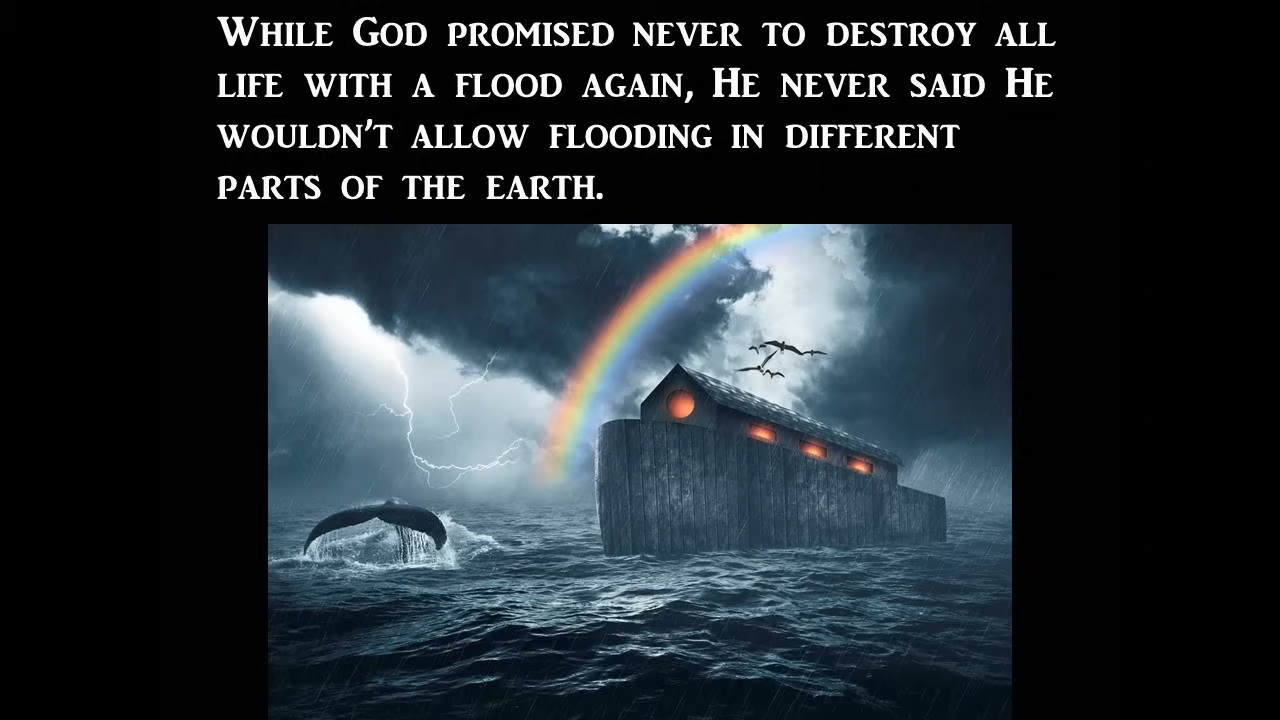 While God promised never to destroy all
life with a flood again, He never said He
wouldn't allow flooding in different
parts of the earth.